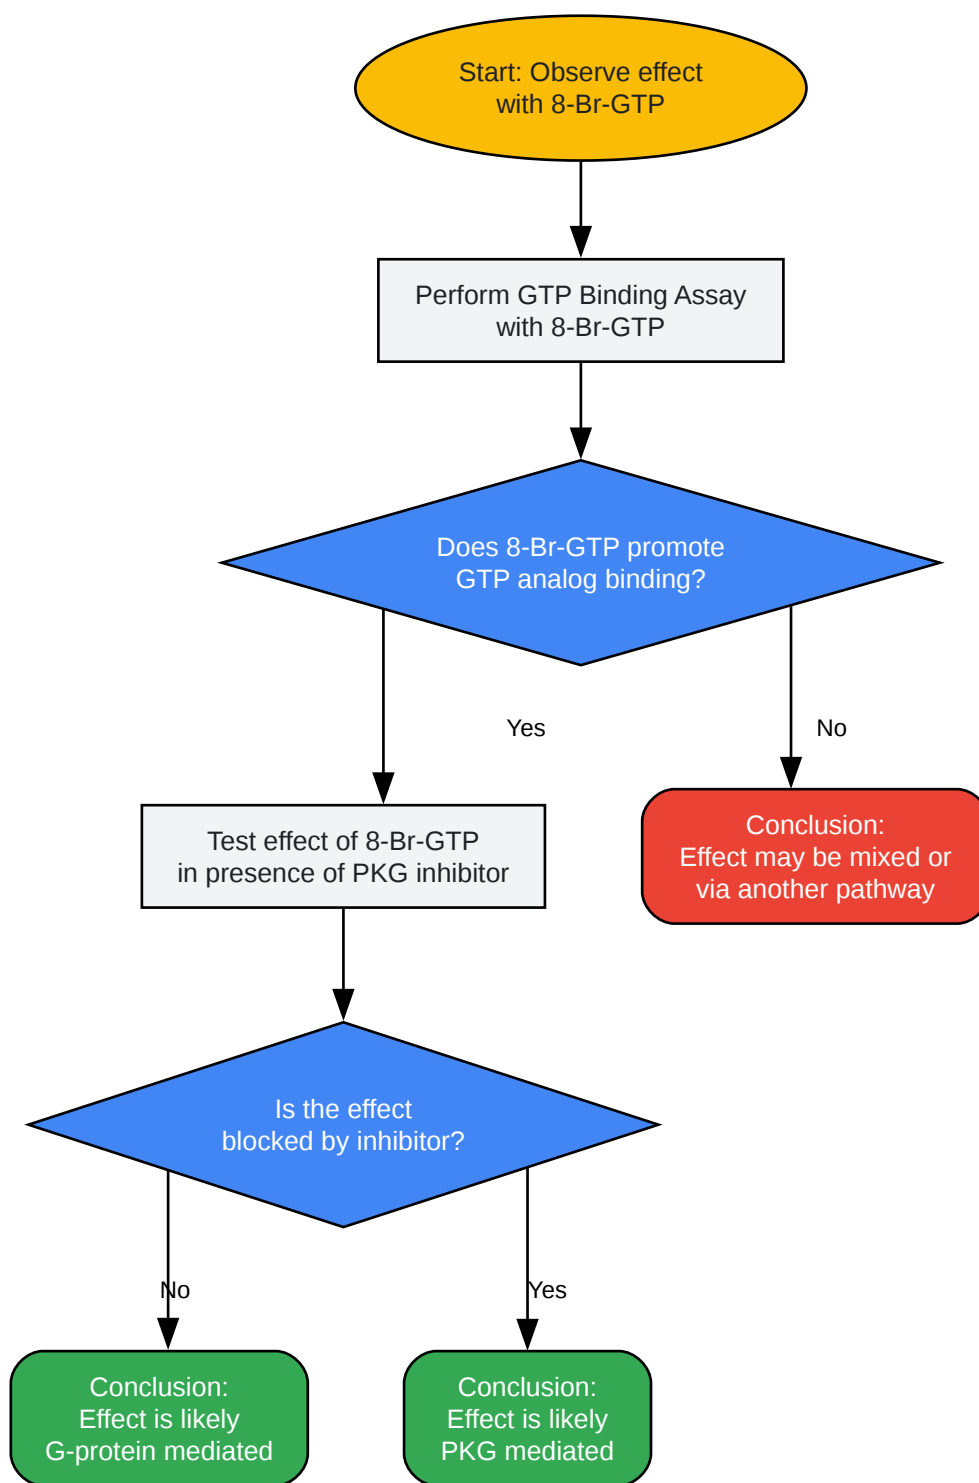 Start: Observe effect
with 8-Br-GTP
Perform GTP Binding Assay
with 8-Br-GTP
Does 8-Br-GTP promote
GTP analog binding?
Yes
No
Test effect of 8-Br-GTP
in presence of PKG inhibitor
Conclusion:
Effect may be mixed or
via another pathway
Is the effect
blocked by inhibitor?
No
Yes
Conclusion:
Effect is likely
G-protein mediated
Conclusion:
Effect is likely
PKG mediated